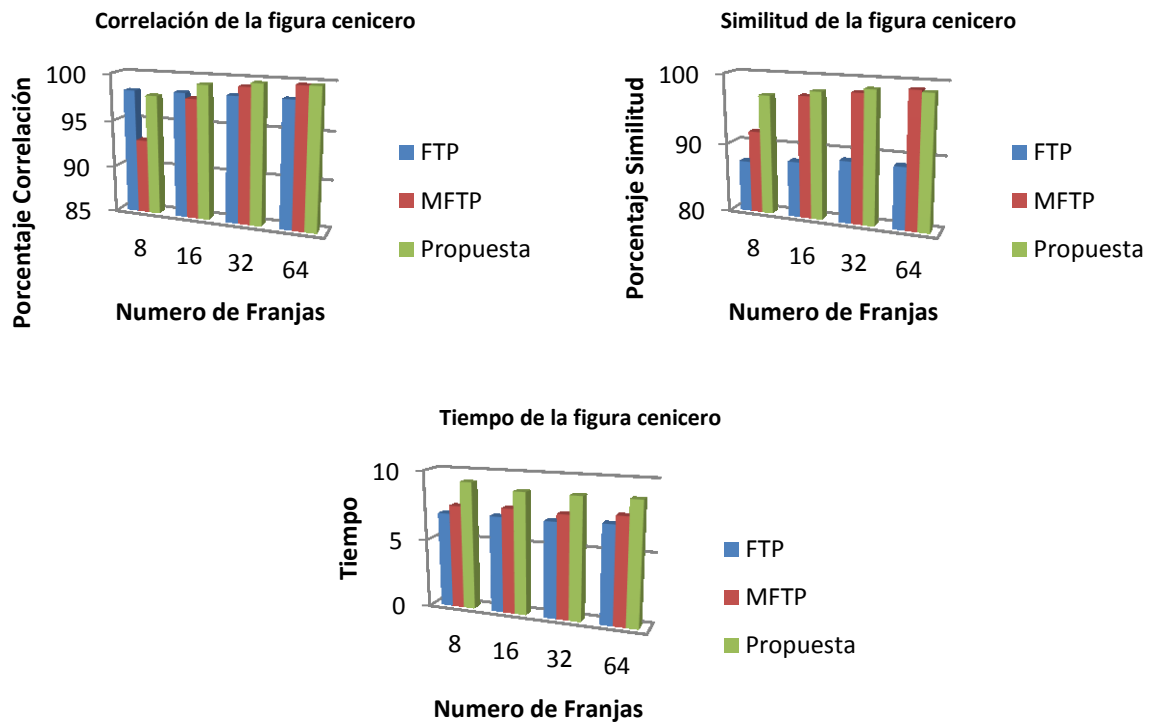 Correlación de la figura cenicero
Porcentaje Correlación
100
95
90
85
8
16
32
64
Numero de Franjas
FTP
MFTP
Propuesta
Similitud de la figura cenicero
Porcentaje Similitud
100
90
80
8
16
32
64
Numero de Franjas
FTP
MFTP
Propuesta
Tiempo de la figura cenicero
Tiempo
10
5
0
8
16
32
64
Numero de Franjas
FTP
MFTP
Propuesta